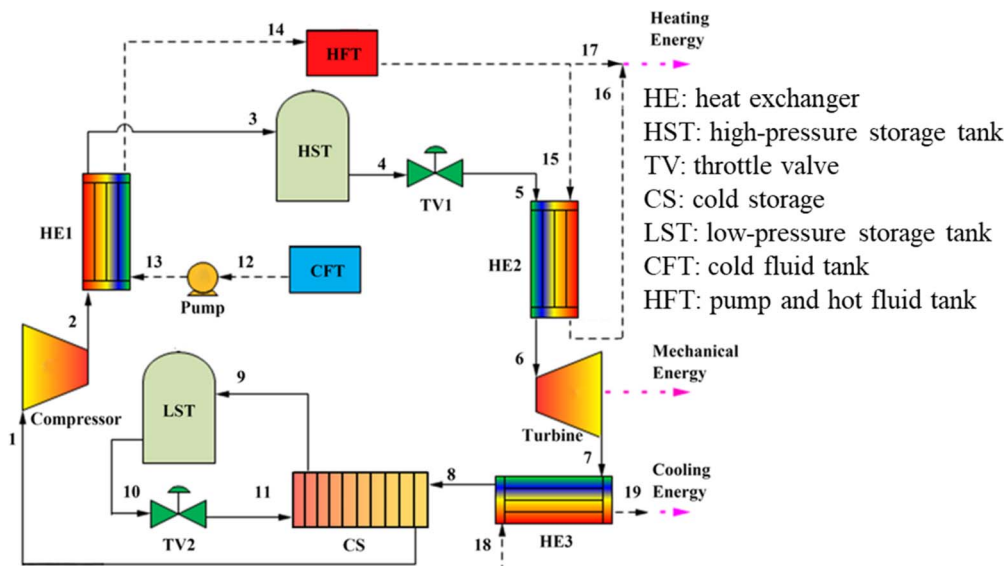 14
HFT
17
Heating
Energy
16
3
HST
4
TV1
15
5
HE1
HE2
13
12
CFT
Pump
2
HE: heat exchanger
HST: high-pressure storage tank
TV: throttle valve
CS: cold storage
LST: low-pressure storage tank
CFT: cold fluid tank
HFT: pump and hot fluid tank
6
Mechanical
Energy
9
LST
Compressor
Turbine
1
7
10
11
8
19
Cooling
Energy
TV2
CS
18
HE3